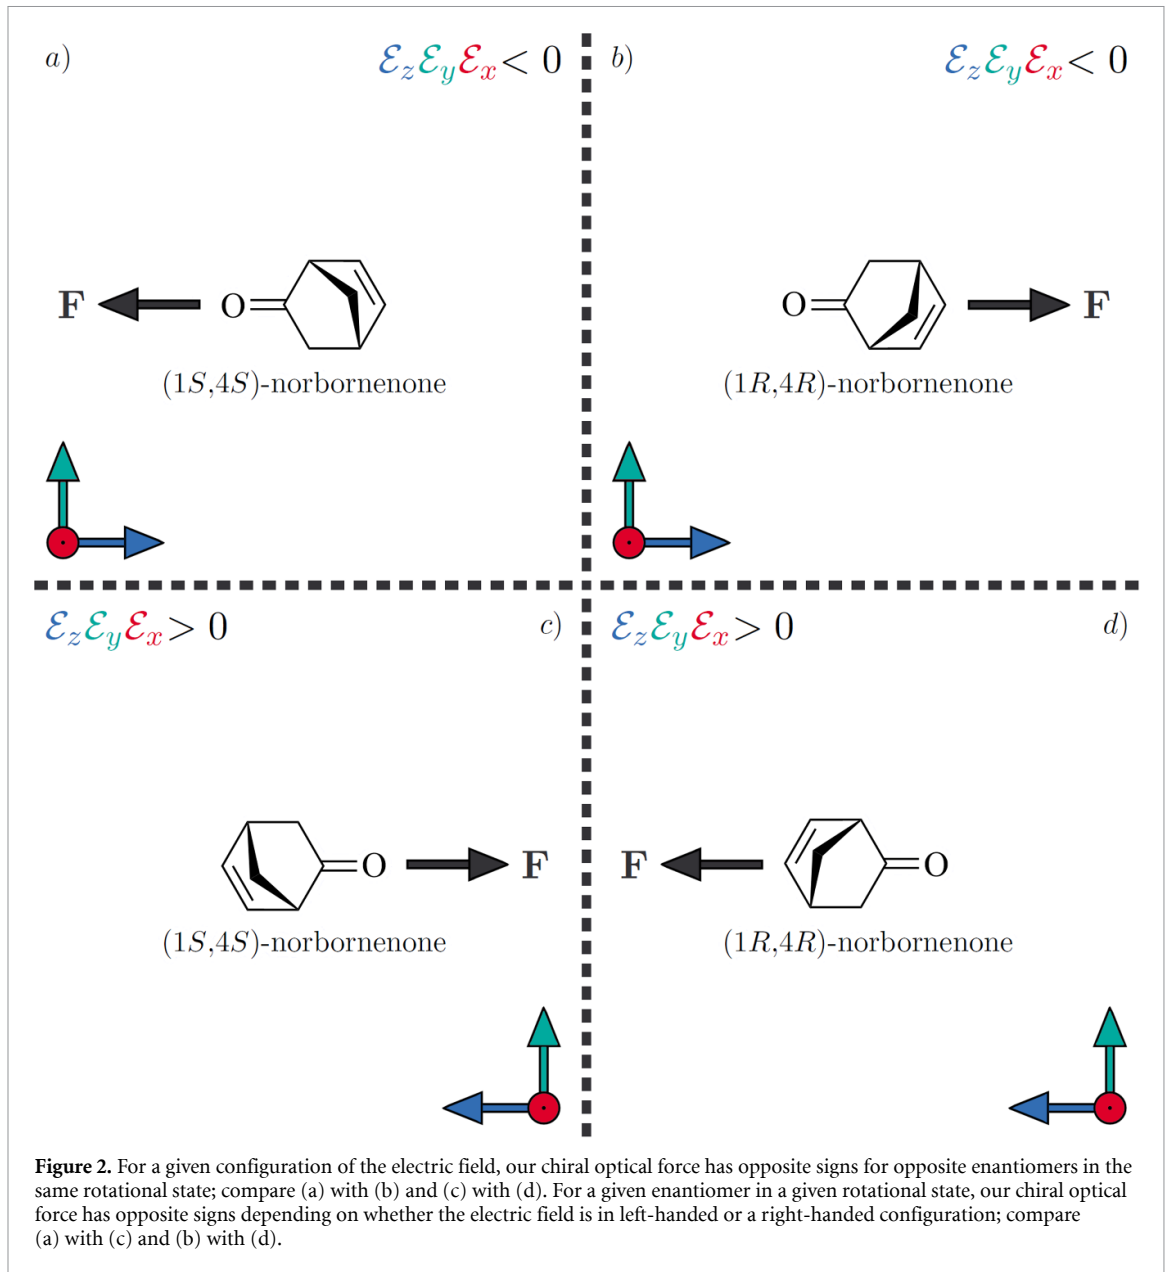 a)
ℰzℰyℰx < 0
b)
ℰzℰyℰx < 0
F
O
(1S,4S)-norbornenone
O
F
(1R,4R)-norbornenone
ℰzℰyℰx > 0
c)
ℰzℰyℰx > 0
d)
O
F
(1S,4S)-norbornenone
F
O
(1R,4R)-norbornenone
Figure 2. For a given configuration of the electric field, our chiral optical force has opposite signs for opposite enantiomers in the
same rotational state; compare (a) with (b) and (c) with (d). For a given enantiomer in a given rotational state, our chiral optical
force has opposite signs depending on whether the electric field is in left-handed or a right-handed configuration; compare
(a) with (c) and (b) with (d).